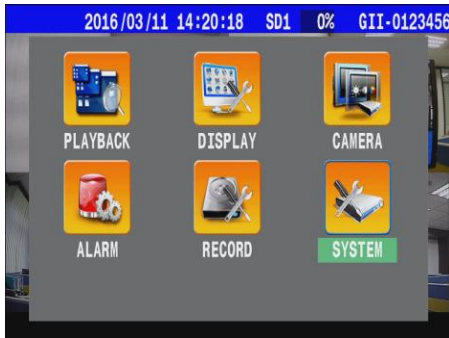 2016/03/11 14:20:18 SD1 0% GII-0123456
PLAYBACK DISPLAY CAMERA
ALARM RECORD SYSTEM